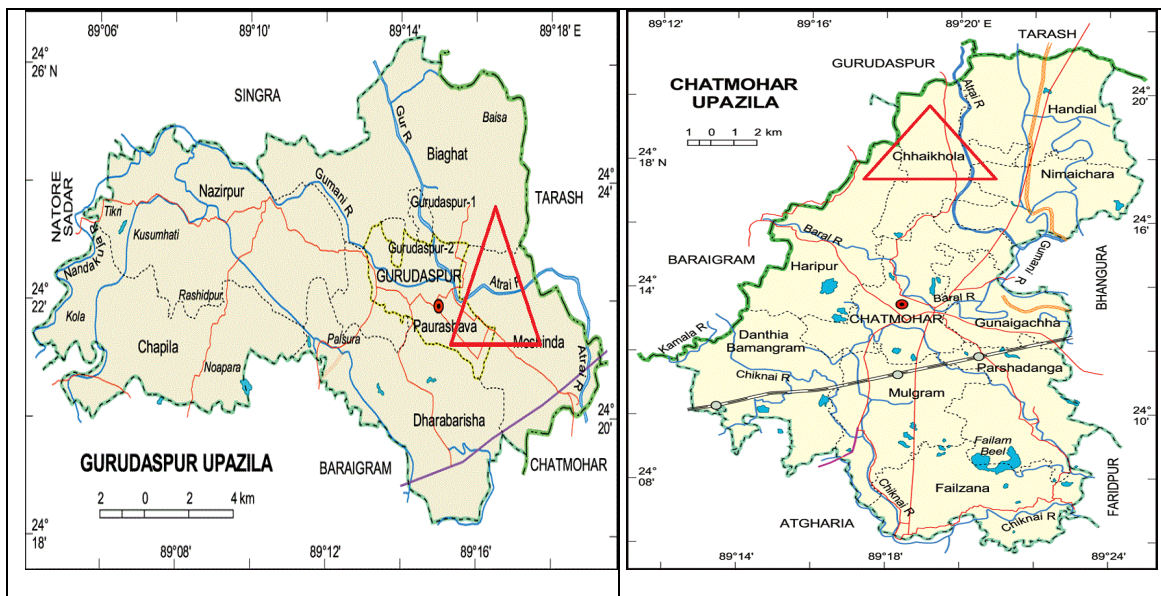 89°06'
89°10'
89°14'
89°18' E
24°
26' N
SINGRA
Gur R
Baisa
Biaghat
24°
24'
TARASH
Nazirpur
Gumani R
Gurudaspur-1
NATORE
SADAR
Tikri
Kusumhati
Gurudaspur-2
GURUDASPUR
Atrai R
24°
22'
Rashidpur
Kola
Paurashava
Chapila
Palsura
Noapara
Atrai R
Dharabarisha
24°
20'
GURUDASPUR UPAZILA
BARAIGRAM
CHATMOHAR
2 0 2 4 km
24°
18'
89°08'
89°12'
89°16'
89°12'
89°16'
89°20' E
TARASH
GURUDASPUR
CHATMOHAR
UPAZILA
Atrai R
24°
20'
Handial
1 0 1 2 km
24°
18' N
Chhaikhola
Nimaichara
24°
16'
Baral R
Gumani R
BARAIGRAM
Haripur
BHANGURA
24°
14'
Baral R
CHATMOHAR
Gunaigachha
Kamala R
Danthia
Bamangram
Parshadanga
Chiknai R
Mulgram
24°
10'
Failam
Beel
24°
08'
Failzana
Chiknai R
FARIDPUR
Chiknai R
ATGHARIA
89°14'
89°18'
89°24'